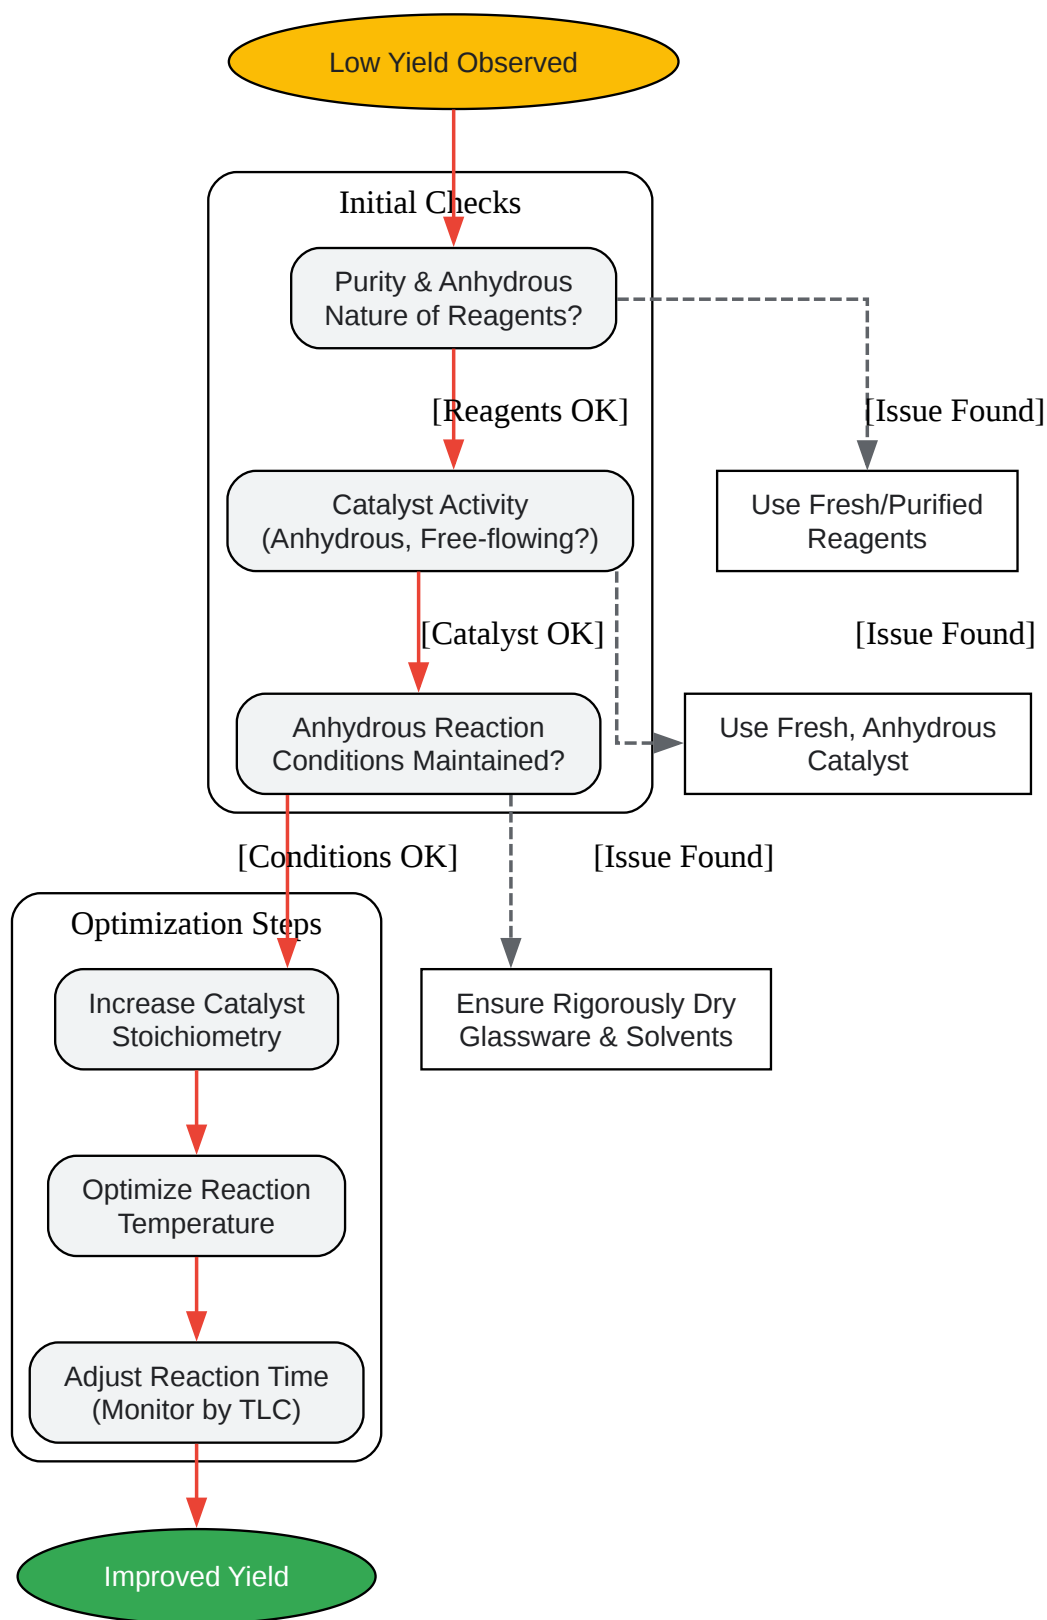 Low Yield Observed
Initial Checks
Purity & Anhydrous
Nature of Reagents?
[Reagents OK]
[Issue Found]
Catalyst Activity
(Anhydrous, Free-flowing?)
Use Fresh/Purified
Reagents
[Catalyst OK]
[Issue Found]
Anhydrous Reaction
Conditions Maintained?
Use Fresh, Anhydrous
Catalyst
[Conditions OK]
[Issue Found]
Optimization Steps
Increase Catalyst
Stoichiometry
Ensure Rigorously Dry
Glassware & Solvents
Optimize Reaction
Temperature
Adjust Reaction Time
(Monitor by TLC)
Improved Yield